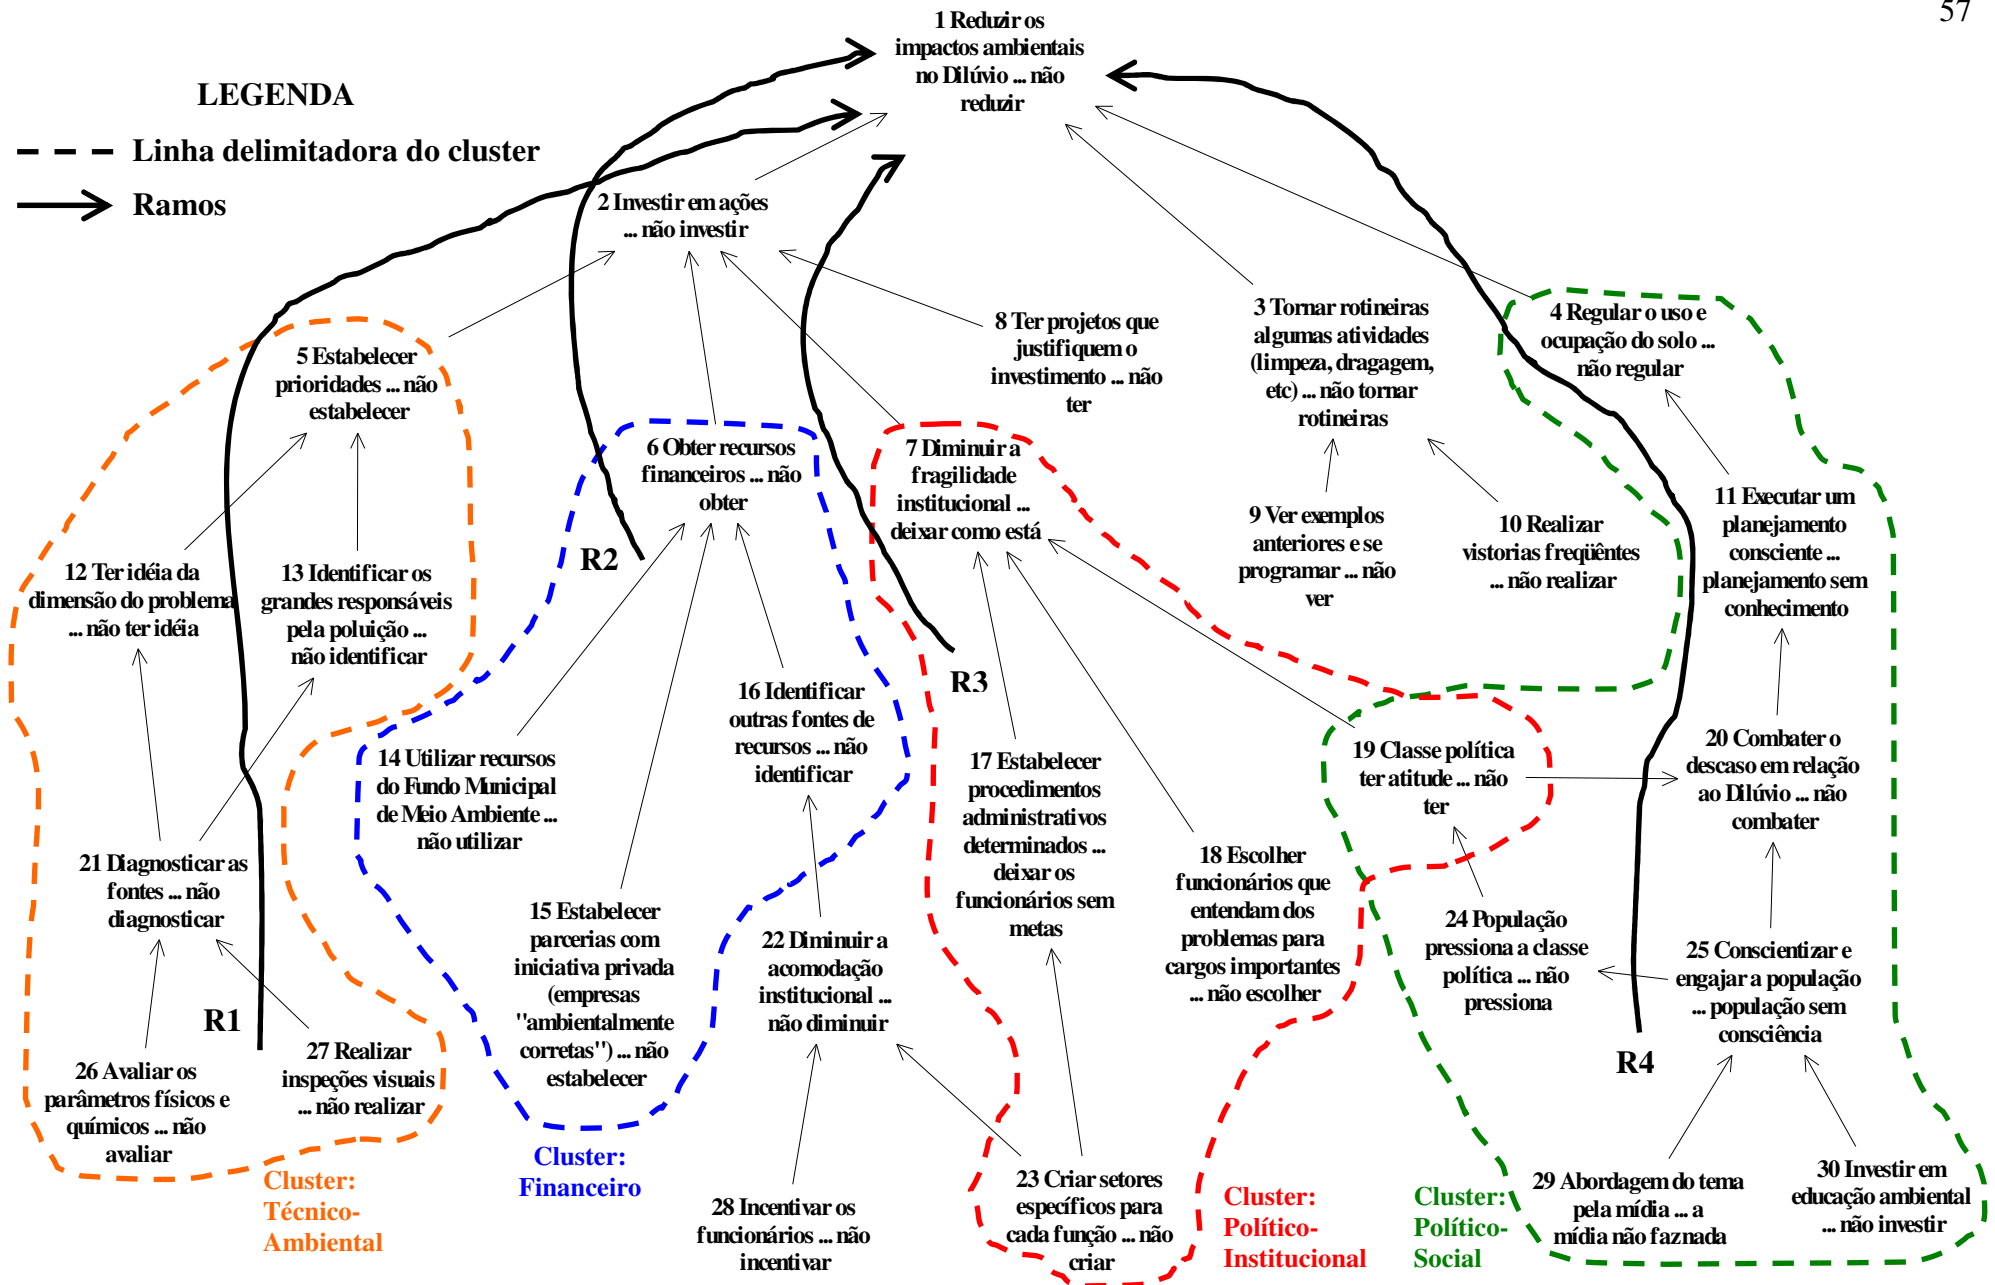 57
1 Reduzir os
impactos ambientais
no Dilúvio ... não
reduzir
LEGENDA
Linha delimitadora do cluster
Ramos
2 Investir em ações
... não investir
8 Ter projetos que
justifiquem o
investimento ... não
ter
3 Tornar rotineiras
algumas atividades
(limpeza, dragagem,
etc) ... não tornar
rotineiras
4 Regular o uso e
ocupação do solo ...
não regular
5 Estabelecer
prioridades ... não
estabelecer
6 Obter recursos
financeiros ... não
obter
7 Diminuir a
fragilidade
institucional ...
deixar como está
9 Ver exemplos
anteriores e se
programar ... não
ver
10 Realizar
vistorias freqüêntes
... não realizar
11 Executar um
planejamento
consciente ...
planejamento sem
conhecimento
12 Ter idéia da
dimensão do problema
... não ter idéia
13 Identificar os
grandes responsáveis
pela poluição ...
não identificar
R2
R3
14 Utilizar recursos
do Fundo Municipal
de Meio Ambiente ...
não utilizar
16 Identificar
outras fontes de
recursos ... não
identificar
17 Estabelecer
procedimentos
administrativos
determinados ...
deixar os
funcionários sem
metas
19 Classe política
ter atitude ... não
ter
20 Combater o
descaso em relação
ao Dilúvio ... não
combater
21 Diagnosticar as
fontes ... não
diagnosticar
15 Estabelecer
parcerias com
iniciativa privada
(empresas
"ambientalmente
corretas") ... não
estabelecer
22 Diminuir a
acomodação
institucional ...
não diminuir
18 Escolher
funcionários que
entendam dos
problemas para
cargos importantes
... não escolher
24 População
pressiona a classe
política ... não
pressiona
25 Conscientizar e
engajar a população
... população sem
consciência
R1
R4
26 Avaliar os
parâmetros físicos e
químicos ... não
avaliar
27 Realizar
inspeções visuais
... não realizar
Cluster:
Técnico-
Ambiental
Cluster:
Financeiro
28 Incentivar os
funcionários ... não
incentivar
23 Criar setores
específicos para
cada função ... não
criar
Cluster:
Político-
Institucional
Cluster:
Político-
Social
29 Abordagem do tema
pela mídia ... a
mídia não faz nada
30 Investir em
educação ambiental
... não investir